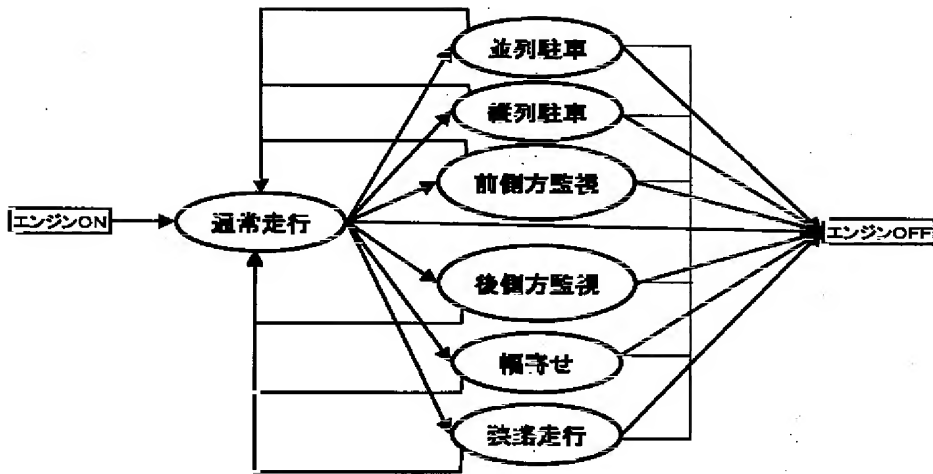 並列駐車
縦列駐車
前側方監視
エンジンON
通常走行
エンジンOFF
後側方監視
幅寄せ
狭路走行